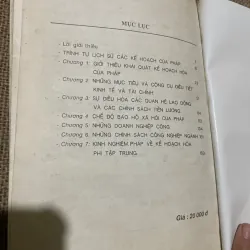 MỤC LỤC
- Lời giới thiệu
- Trình tự lịch sử các kế hoạch của Pháp
- Chương 1: GIỚI THIỆU KHÁI QUÁT KẾ HOẠCH HÓA
CỦA PHÁP
- Chương 2: NHỮNG MỤC TIÊU VÀ CÔNG CỤ ĐIỀU TIẾT
KINH TẾ VÀ TÀI CHÍNH
- Chương 3: SỰ ĐIỀU HÒA CÁC QUAN HỆ LAO ĐỘNG
VÀ CÁC CHÍNH SÁCH TIỀN LƯƠNG
- Chương 4: CHẾ ĐỘ BẢO HỘ XÃ HỘI CỦA PHÁP
- Chương 5: NHỮNG DOANH NGHIỆP CÔNG
- Chương 6: NHỮNG CHÍNH SÁCH CÔNG NGHIỆP NGÀNH
- Chương 7: KINH NGHIỆM PHÁP VỀ KẾ HOẠCH HÓA
PHI TẬP TRUNG
Giá: 20 000 đ